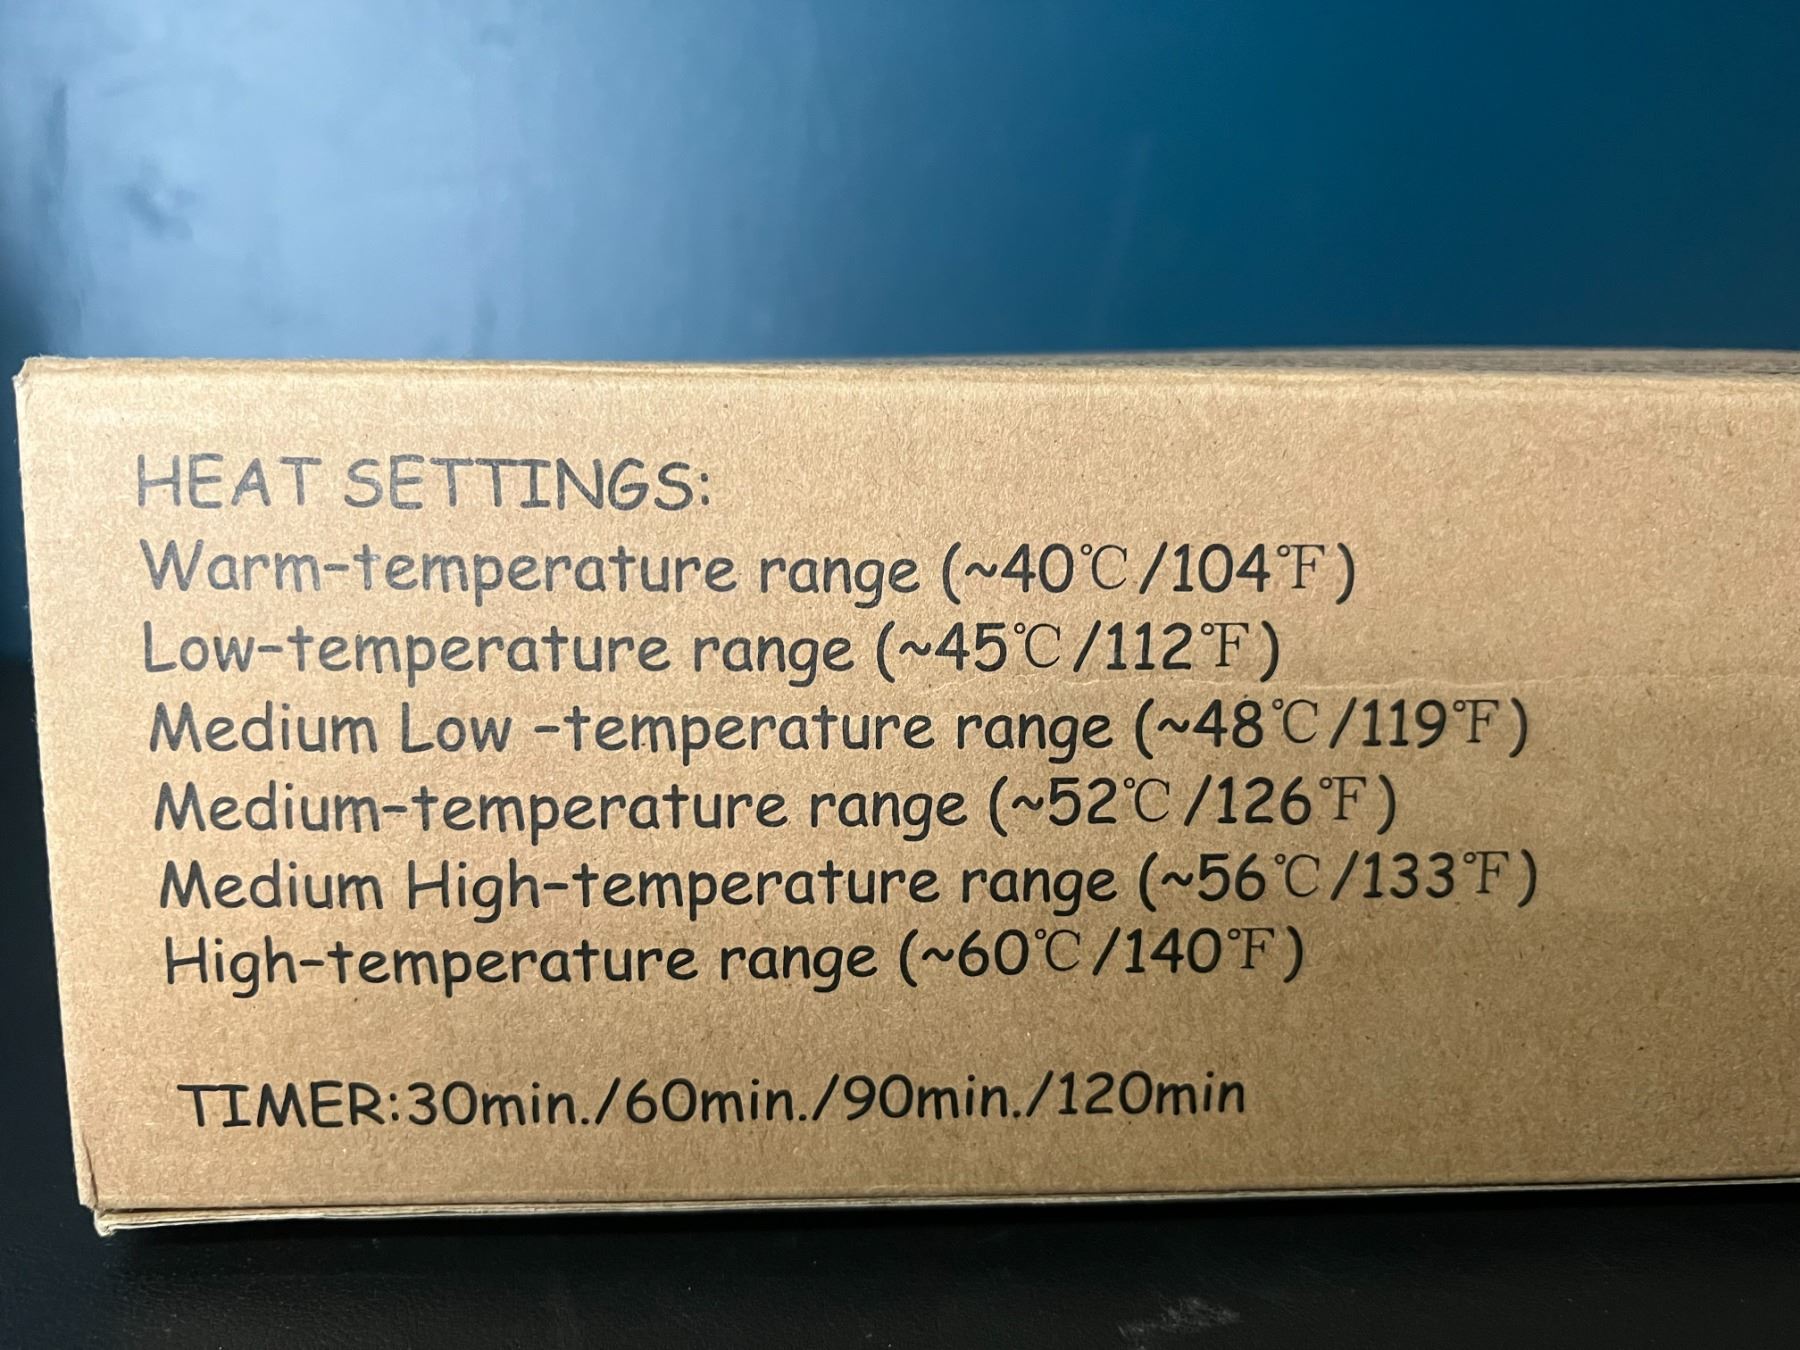 HEAT SETTINGS:
Warm-temperature range (~40℃/104℉)
Low-temperature range (~45℃/112℉)
Medium Low -temperature range (~48℃/119℉)
Medium-temperature range (~52℃/126℉)
Medium High-temperature range (~56℃/133℉)
High-temperature range (~60℃/140℉)
TIMER:30min./60min./90min./120min